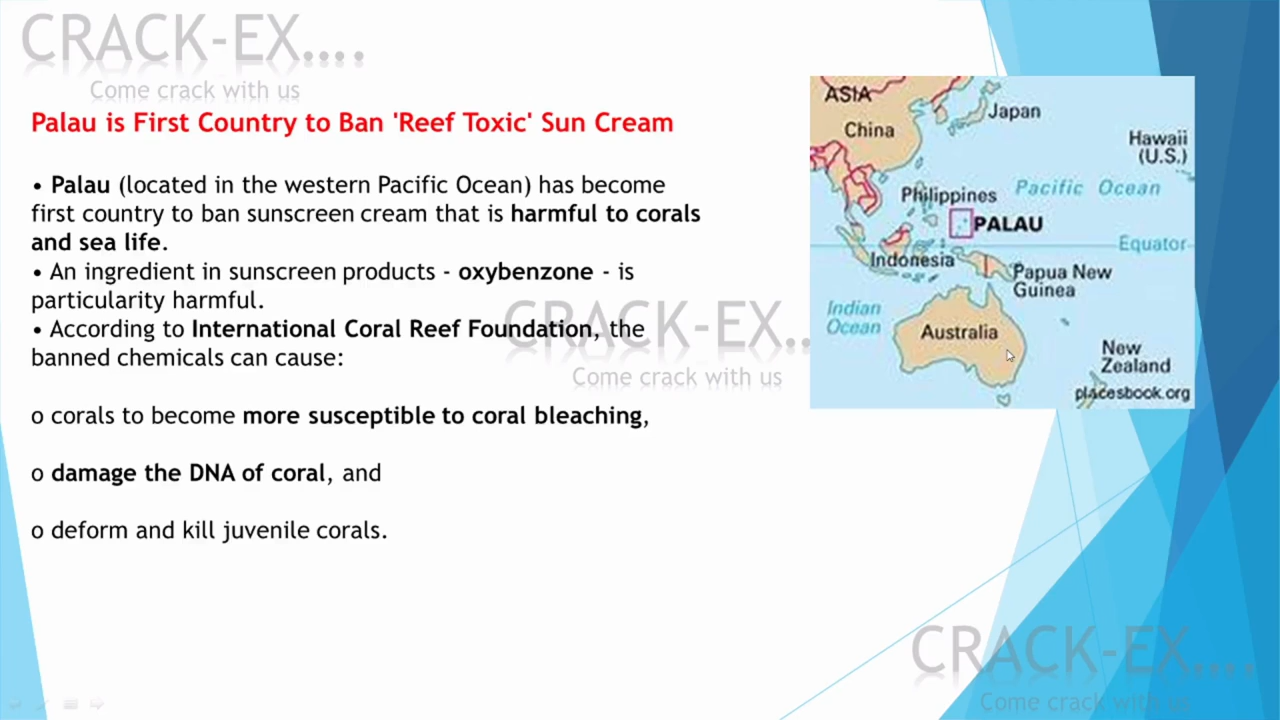 CRACK-EX....
Come crack with us
Palau is First Country to Ban 'Reef Toxic' Sun Cream
• Palau (located in the western Pacific Ocean) has become
first country to ban sunscreen cream that is harmful to corals
and sea life.
• An ingredient in sunscreen products - oxybenzone - is
particularity harmful.
• According to International Coral Reef Foundation, the
banned chemicals can cause:
o corals to become more susceptible to coral bleaching,
o damage the DNA of coral, and
o deform and kill juvenile corals.
CRACK-EX..
Come crack with us
ASIA
Japan
China
Hawaii
(U.S.)
Pacific Ocean
Philippines
PALAU
Equator
Indonesia
Papua New
Guinea
Indian
Ocean
Australia
New
Zealand
placesbook.org
CRACK-EX....
Come crack with us